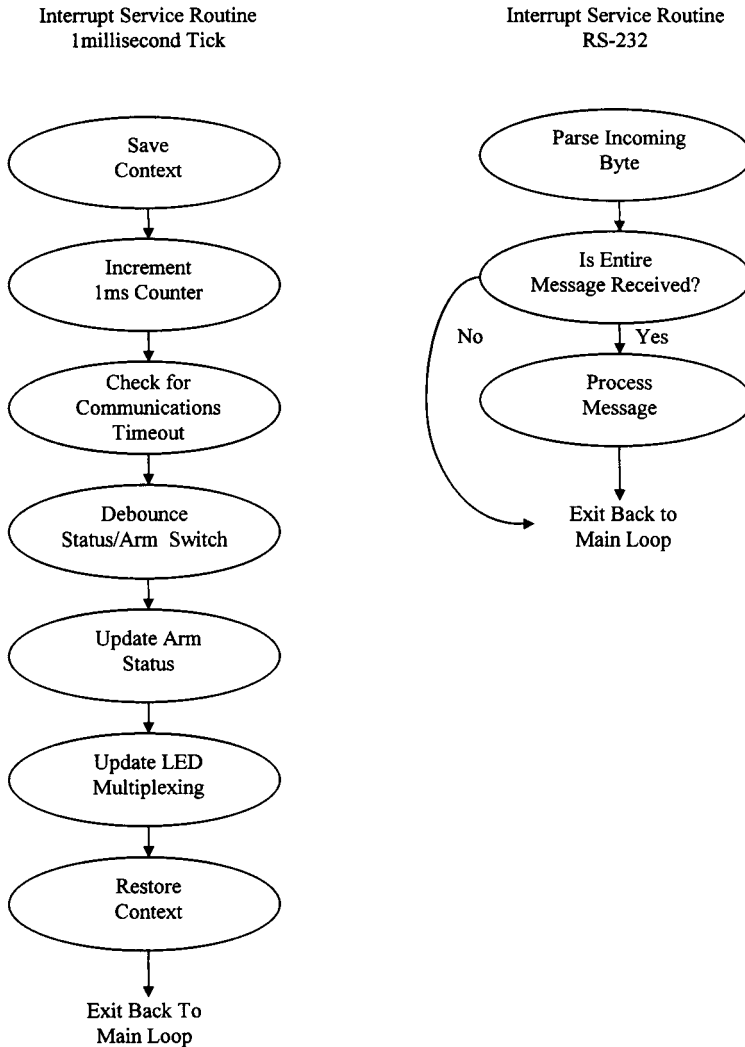 Interrupt Service Routine
1millisecond Tick
Save
Context
Increment
1ms Counter
Check for
Communications
Timeout
Debounce
Status/Arm Switch
Update Arm
Status
Update LED
Multiplexing
Restore
Context
Exit Back To
Main Loop
Interrupt Service Routine
RS-232
Parse Incoming
Byte
Is Entire
Message Received?
No
Yes
Process
Message
Exit Back to
Main Loop